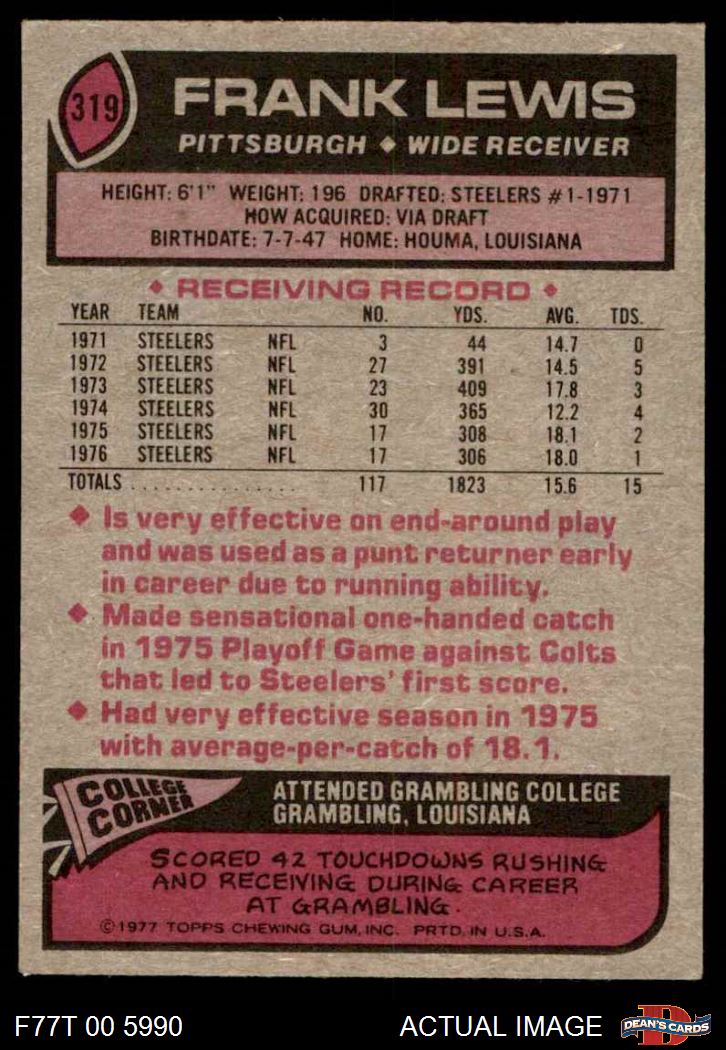 319
FRANK LEWIS
PITTSBURGH ◆ WIDE RECEIVER
HEIGHT: 6'1" WEIGHT: 196 DRAFTED: STEELERS #1-1971
HOW ACQUIRED: VIA DRAFT
BIRTHDATE: 7-7-47 HOME: HOUMA, LOUISIANA
◆ RECEIVING RECORD ◆
YEAR TEAM NO. YDS. AVG. TDS.
1971 STEELERS NFL 3 44 14.7 0
1972 STEELERS NFL 27 391 14.5 5
1973 STEELERS NFL 23 409 17.8 3
1974 STEELERS NFL 30 365 12.2 4
1975 STEELERS NFL 17 308 18.1 2
1976 STEELERS NFL 17 306 18.0 1
TOTALS ................ 117 1823 15.6 15
◆ Is very effective on end-around play
and was used as a punt returner early
in career due to running ability.
◆ Made sensational one-handed catch
in 1975 Playoff Game against Colts
that led to Steelers' first score.
◆ Had very effective season in 1975
with average-per-catch of 18.1.
COLLEGE
CORNER
ATTENDED GRAMBLING COLLEGE
GRAMBLING, LOUISIANA
SCORED 42 TOUCHDOWNS RUSHING
AND RECEIVING DURING CAREER
AT GRAMBLING.
©1977 TOPPS CHEWING GUM, INC. PRTD. IN U.S.A.
F77T 00 5990
ACTUAL IMAGE
D
DEAN'S CARDS